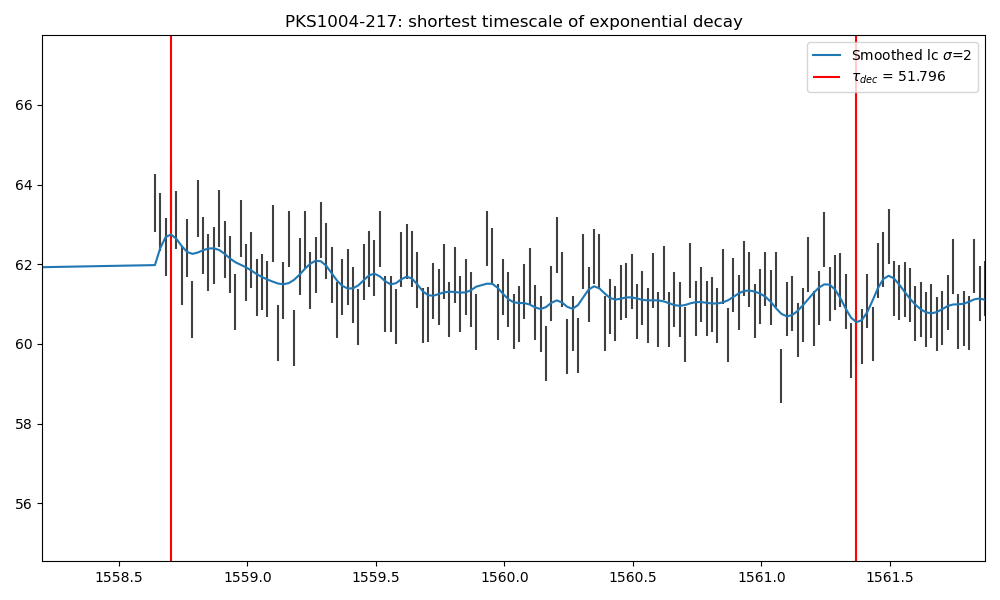 PKS1004-217: shortest timescale of exponential decay
Smoothed lc σ=2
τ_dec = 51.796
66
64
62
60
58
56
1558.5 1559.0 1559.5 1560.0 1560.5 1561.0 1561.5